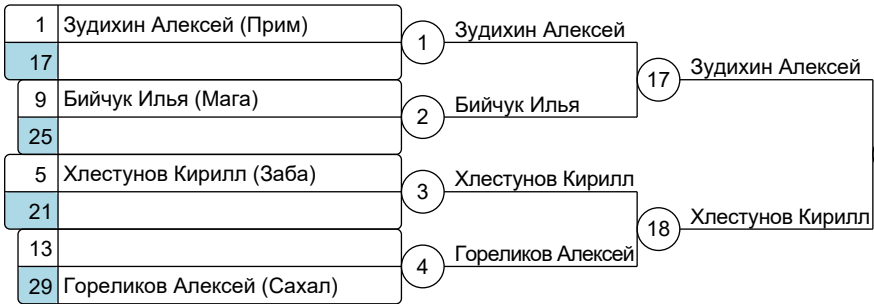 1 Зудихин Алексей (Прим)
17
9 Бийчук Илья (Мага)
25
5 Хлестунов Кирилл (Заба)
21
13
29 Гореликов Алексей (Сахал)
1 Зудихин Алексей
2 Бийчук Илья
3 Хлестунов Кирилл
4 Гореликов Алексей
17 Зудихин Алексей
18 Хлестунов Кирилл